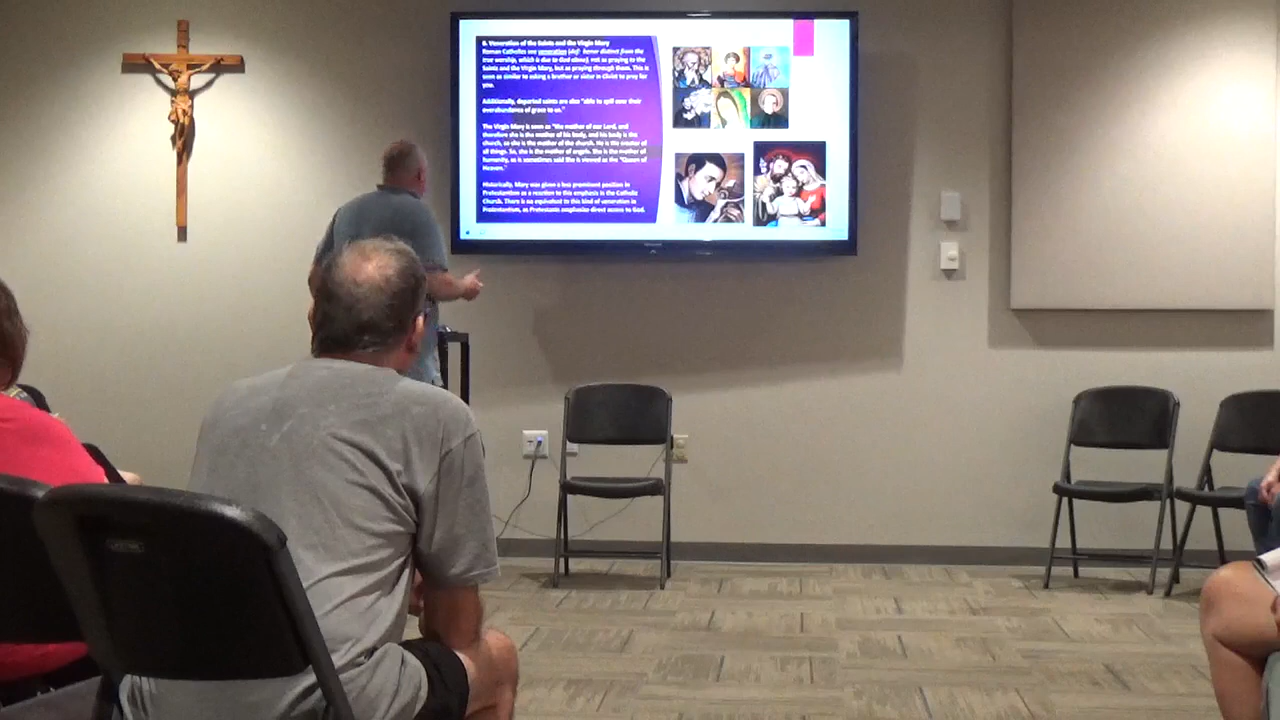 6. Veneration of the Saints and the Virgin Mary
Roman Catholics see veneration (def: honor distinct from the
true worship, which is due to God alone), not as praying to the
Saints and the Virgin Mary, but as praying through them. This is
seen as similar to asking a brother or sister in Christ to pray for
you.
Additionally, departed saints are also "able to spill over their
overabundance of grace to us."
The Virgin Mary is seen as "the mother of our Lord, and
therefore she is the mother of his body, and his body is the
church, so she is the mother of the church. He is the creator of
all things. So, she is the mother of angels. She is the mother of
humanity, as is sometimes said She is viewed as the "Queen of
Heaven."
Historically, Mary was given a less prominent position in
Protestantism as a reaction to this emphasis in the Catholic
Church. There is no equivalent to this kind of veneration in
Protestantism, as Protestants emphasize direct access to God.
LIFETIME